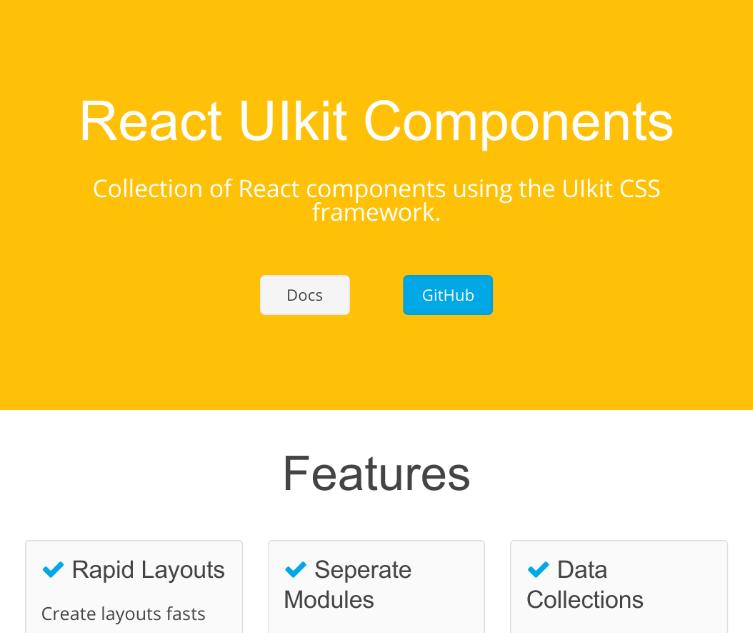 React UIkit Components
Collection of React components using the UIkit CSS
framework.
Docs
GitHub
Features
Rapid Layouts
Create layouts fasts
Seperate
Modules
Data
Collections